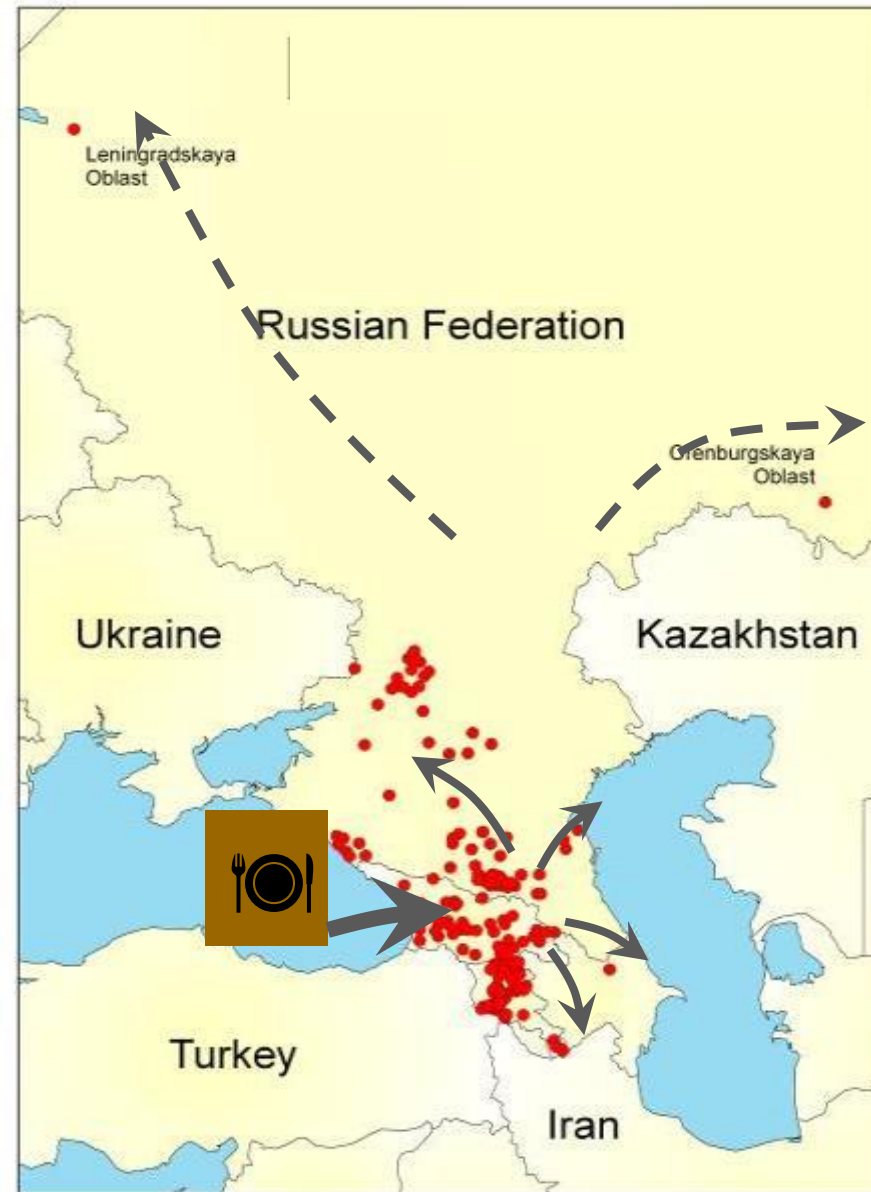 Leningradskaya
Oblast
Russian Federation
Orenburgskaya
Oblast
Ukraine
Kazakhstan
Turkey
Iran